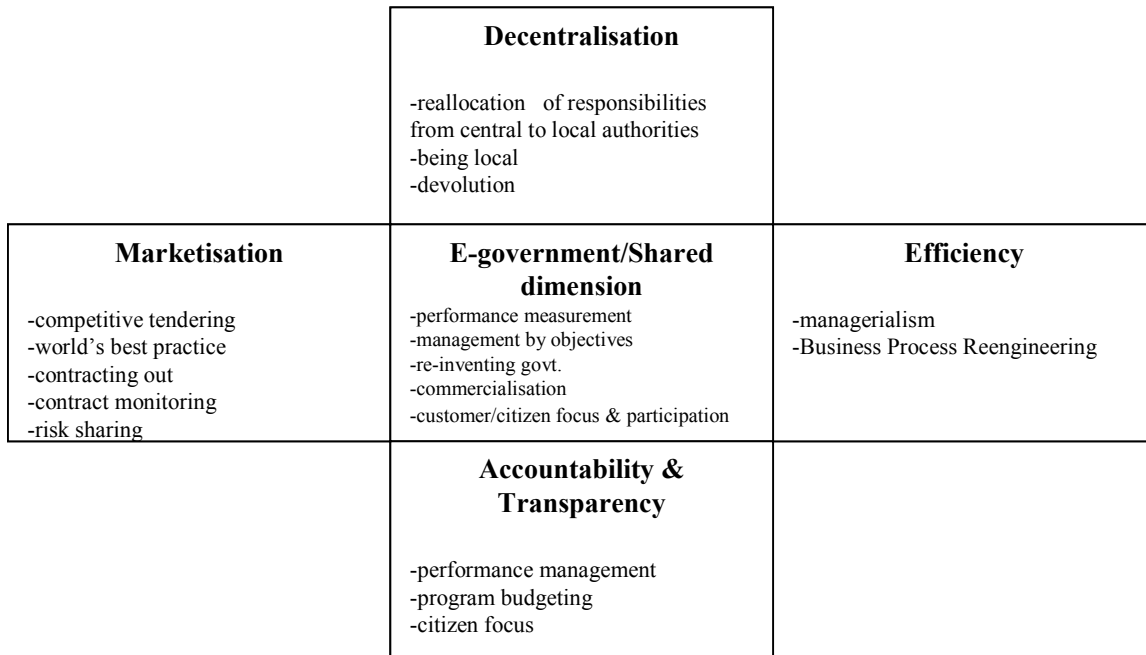 Decentralisation
-reallocation of responsibilities
from central to local authorities
-being local
-devolution
Marketisation
-competitive tendering
-world's best practice
-contracting out
-contract monitoring
-risk sharing
E-government/Shared
dimension
-performance measurement
-management by objectives
-re-inventing govt.
-commercialisation
-customer/citizen focus & participation
Efficiency
-managerialism
-Business Process Reengineering
Accountability &
Transparency
-performance management
-program budgeting
-citizen focus